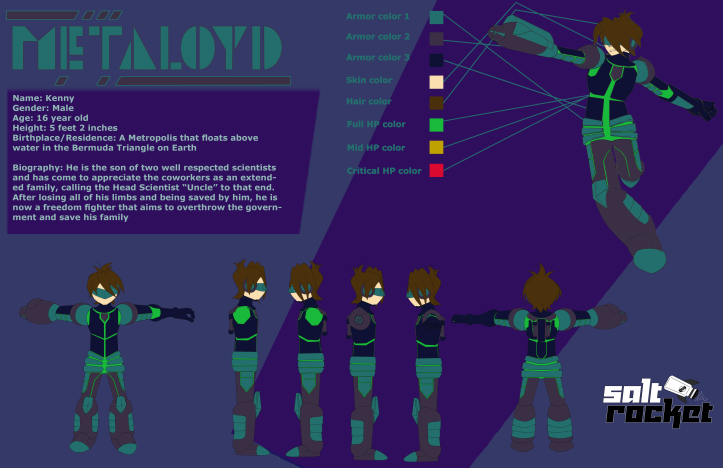 METALOYD
Name: Kenny
Gender: Male
Age: 16 year old
Height: 5 feet 2 inches
Birthplace/Residence: A Metropolis that floats above
water in the Bermuda Triangle on Earth
Biography: He is the son of two well respected scientists
and has come to appreciate the coworkers as an extend-
ed family, calling the Head Scientist “Uncle” to that end.
After losing all of his limbs and being saved by him, he is
now a freedom fighter that aims to overthrow the govern-
ment and save his family
Armor color 1
Armor color 2
Armor color 3
Skin color
Hair color
Full HP color
Mid HP color
Critical HP color
salt
rocket